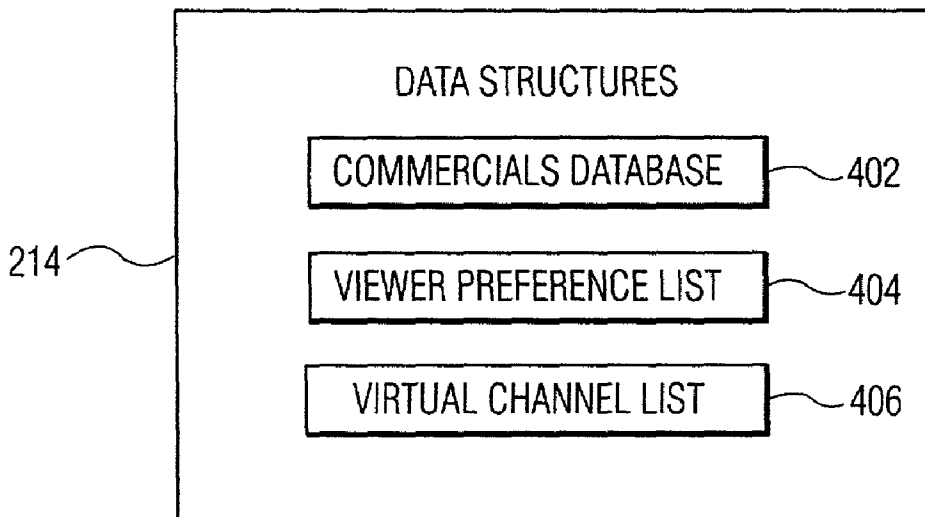 DATA STRUCTURES
COMMERCIALS DATABASE 402
214
VIEWER PREFERENCE LIST 404
VIRTUAL CHANNEL LIST 406